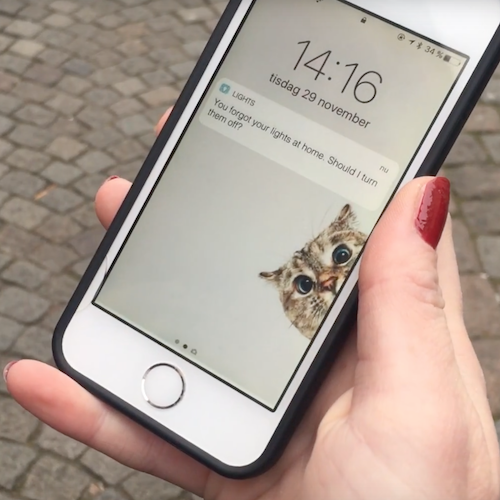 34 %
14:16
tisdag 29 november
LIGHTS
nu
You forgot your lights at home. Should I turn
them off?